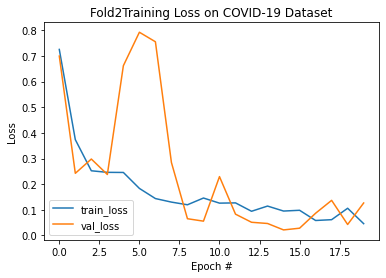 Fold2Training Loss on COVID-19 Dataset
0.8
0.7
0.6
0.5
0.4
0.3
0.2
0.1
0.0
Loss
train_loss
val_loss
0.0 2.5 5.0 7.5 10.0 12.5 15.0 17.5
Epoch #